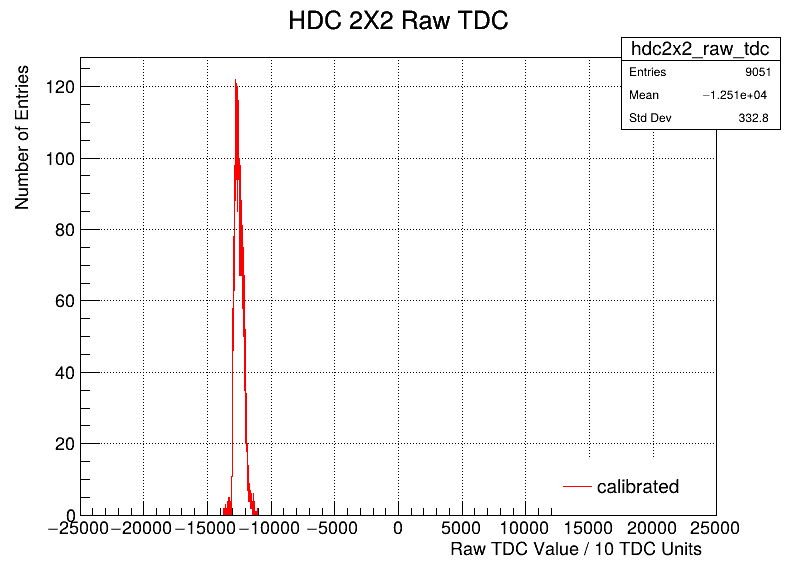 HDC 2X2 Raw TDC
hdc2x2_raw_tdc
Entries 9051
Mean −1.251e+04
Std Dev 332.8
Number of Entries
120
100
80
60
40
20
0
−25000 −20000 −15000 −10000 −5000 0 5000 10000 15000 20000 25000
calibrated
Raw TDC Value / 10 TDC Units